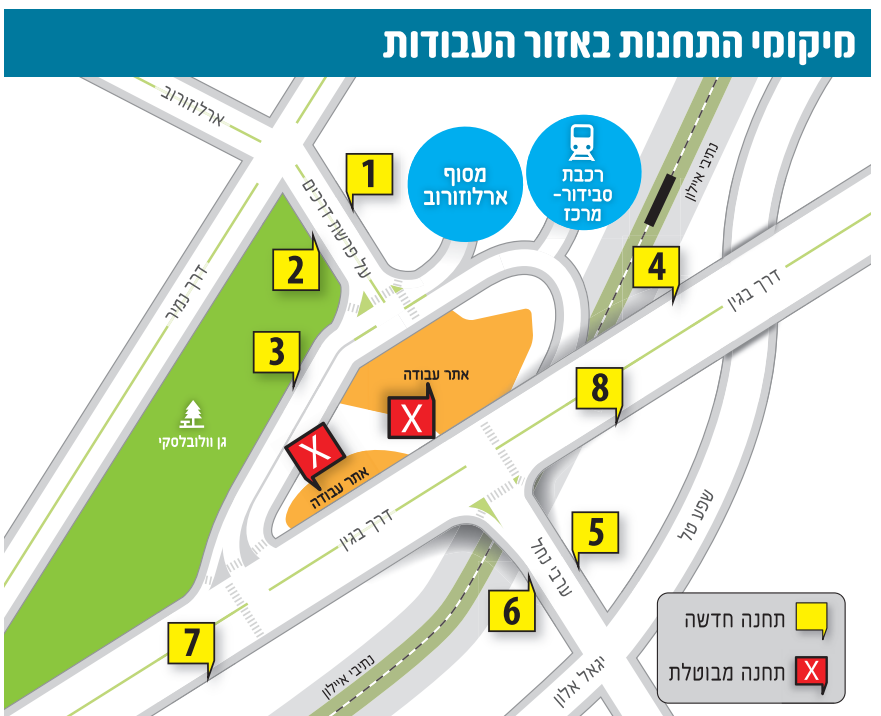 מיקומי התחנות באזור העבודות
ארלוזורוב
נתיבי איילון
1
מסוף
ארלוזורוב
רכבת
סבידור-
מרכז
על פרשת דרכים
2
דרך נמיר
4
דרך בגין
3
אתר עבודה
X
8
גן וולובלסקי
X
אתר עבודה
דרך בגין
שפע טל
5
ערבי נחל
6
7
נתיבי איילון
יגאל אלון
תחנה חדשה
תחנה מבוטלת
X